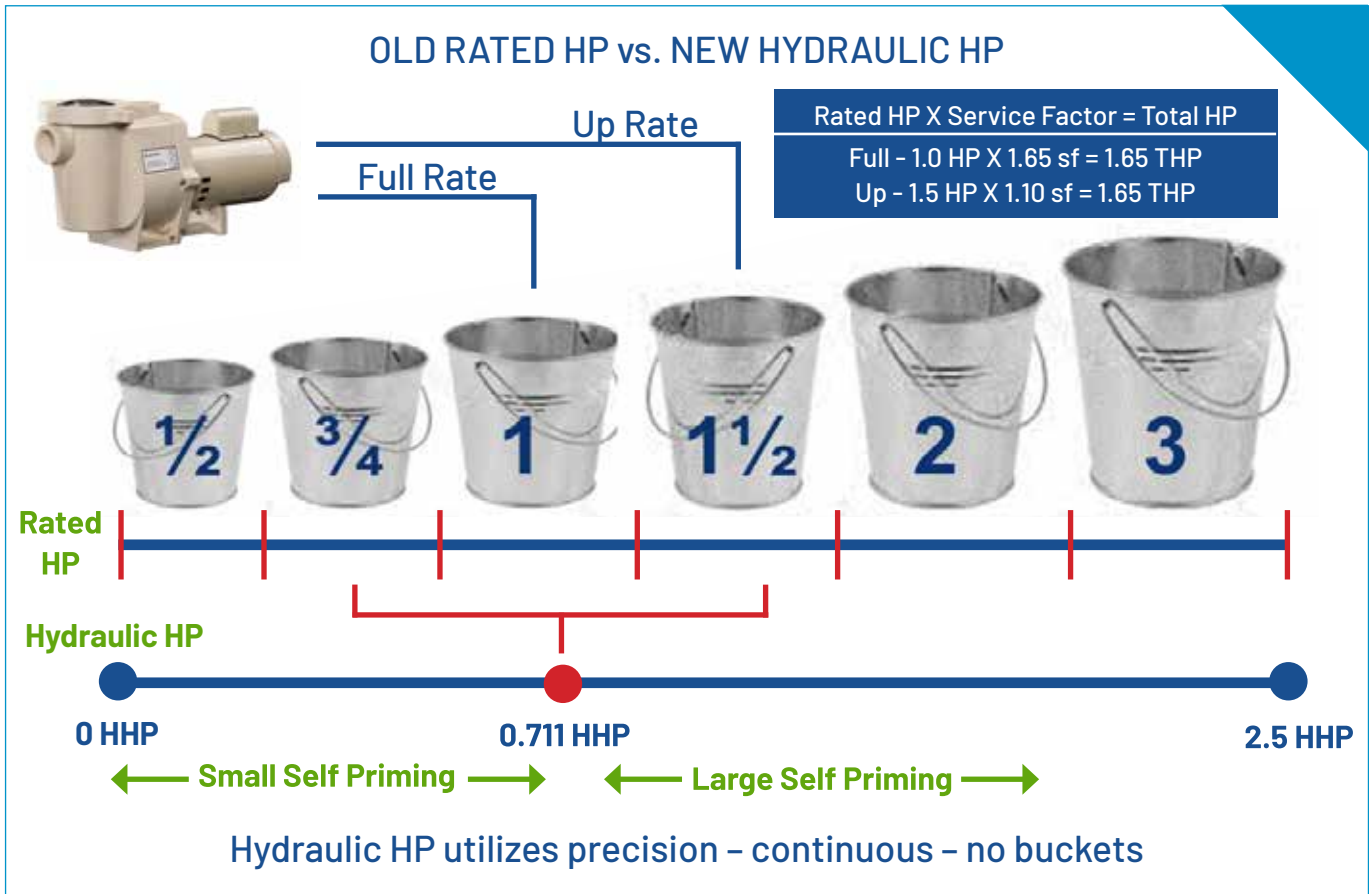 OLD RATED HP vs. NEW HYDRAULIC HP
Up Rate
Full Rate
Rated HP X Service Factor = Total HP
Full - 1.0 HP X 1.65 sf = 1.65 THP
Up - 1.5 HP X 1.10 sf = 1.65 THP
½
¾
1
1½
2
3
Rated
HP
Hydraulic HP
0 HHP
0.711 HHP
2.5 HHP
Small Self Priming
Large Self Priming
Hydraulic HP utilizes precision – continuous – no buckets